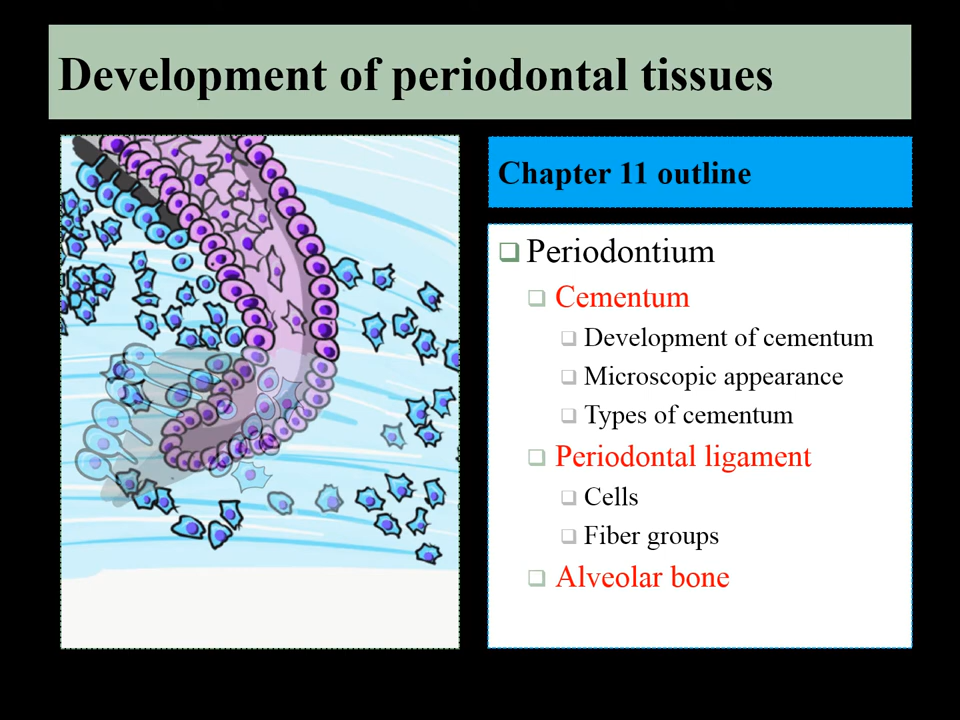 Development of periodontal tissues
Chapter 11 outline
Periodontium
Cementum
Development of cementum
Microscopic appearance
Types of cementum
Periodontal ligament
Cells
Fiber groups
Alveolar bone